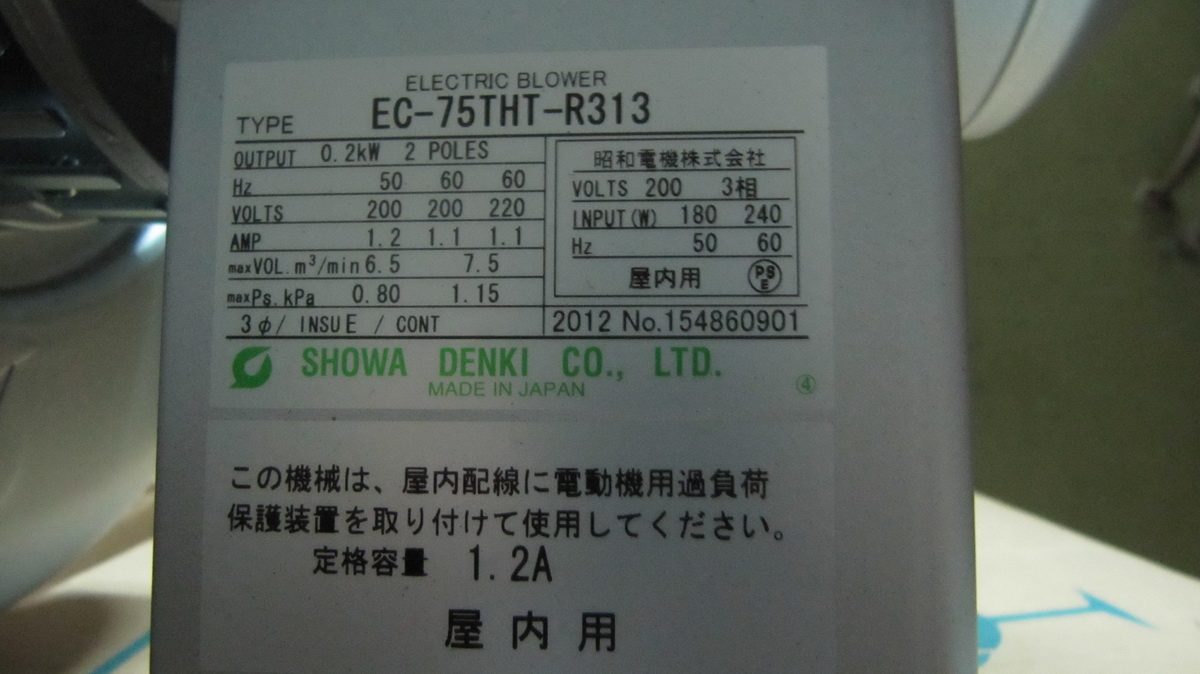 ELECTRIC BLOWER
TYPE EC-75THT-R313
OUTPUT 0.2kW 2 POLES
Hz 50 60 60
VOLTS 200 200 220
AMP 1.2 1.1 1.1
maxVOL.m³/min 6.5 7.5
maxPs.kPa 0.80 1.15
3φ/ INSU E / CONT
昭和電機株式会社
VOLTS 200 3相
INPUT(W) 180 240
Hz 50 60
屋内用 PSE
2012 No.154860901
SHOWA DENKI CO., LTD.
MADE IN JAPAN
④
この機械は、屋内配線に電動機用過負荷
保護装置を取り付けて使用してください。
定格容量 1.2A
屋内用